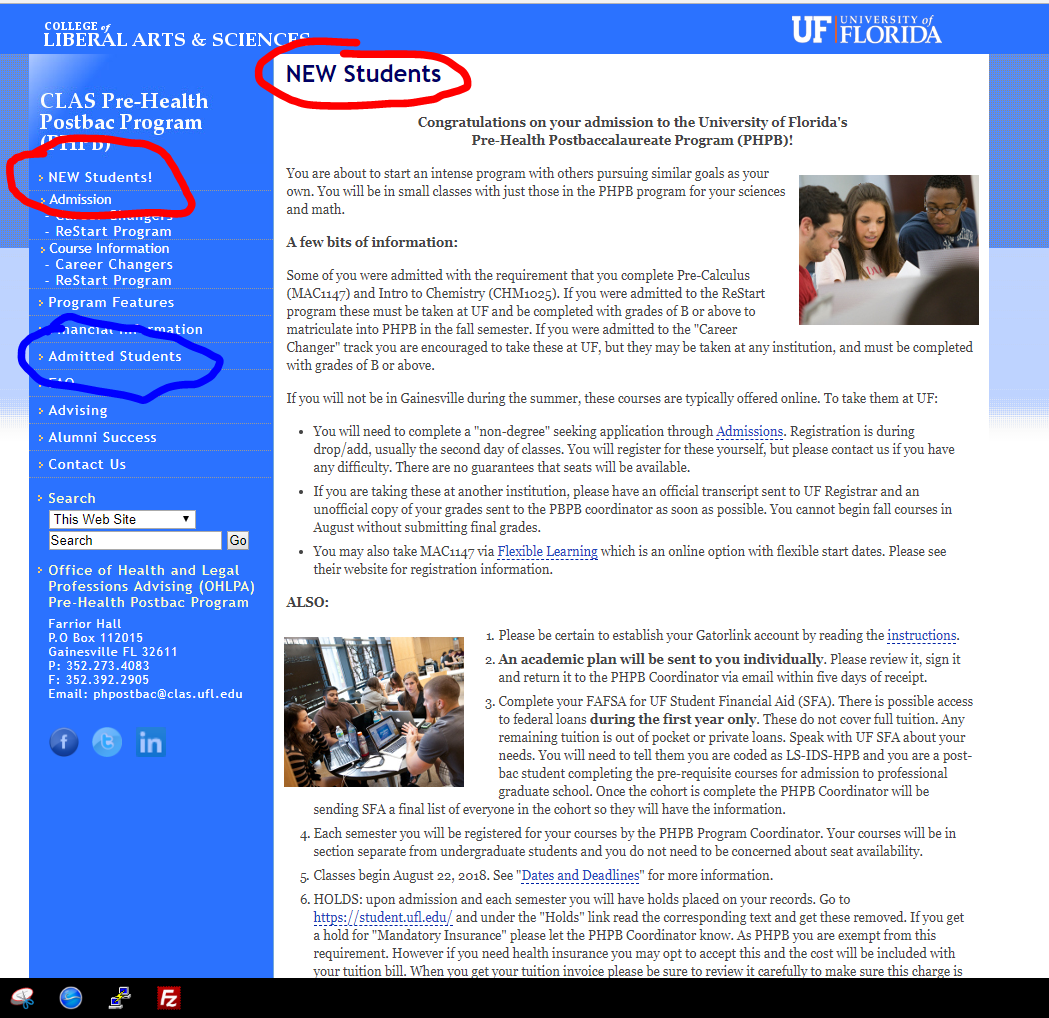 COLLEGE of
LIBERAL ARTS & SCIENCES
UF UNIVERSITY of
FLORIDA
CLAS Pre-Health
Postbac Program
(PHPB)
NEW Students!
Admission
- Career Changers
- ReStart Program
Course Information
- Career Changers
- ReStart Program
Program Features
Financial Information
Admitted Students
FAQ
Advising
Alumni Success
Contact Us
Search
This Web Site
Search Go
Office of Health and Legal
Professions Advising (OHLPA)
Pre-Health Postbac Program
Farrior Hall
P.O Box 112015
Gainesville FL 32611
P: 352.273.4083
F: 352.392.2905
Email: phpostbac@clas.ufl.edu
f
in
NEW Students
Congratulations on your admission to the University of Florida's
Pre-Health Postbaccalaureate Program (PHPB)!
You are about to start an intense program with others pursuing similar goals as your
own. You will be in small classes with just those in the PHPB program for your sciences
and math.
A few bits of information:
Some of you were admitted with the requirement that you complete Pre-Calculus
(MAC1147) and Intro to Chemistry (CHM1025). If you were admitted to the ReStart
program these must be taken at UF and be completed with grades of B or above to
matriculate into PHPB in the fall semester. If you were admitted to the "Career
Changer" track you are encouraged to take these at UF, but they may be taken at any institution, and must be completed
with grades of B or above.
If you will not be in Gainesville during the summer, these courses are typically offered online. To take them at UF:
• You will need to complete a "non-degree" seeking application through Admissions. Registration is during
drop/add, usually the second day of classes. You will register for these yourself, but please contact us if you have
any difficulty. There are no guarantees that seats will be available.
• If you are taking these at another institution, please have an official transcript sent to UF Registrar and an
unofficial copy of your grades sent to the PBPB coordinator as soon as possible. You cannot begin fall courses in
August without submitting final grades.
• You may also take MAC1147 via Flexible Learning which is an online option with flexible start dates. Please see
their website for registration information.
ALSO:
1. Please be certain to establish your Gatorlink account by reading the instructions.
2. An academic plan will be sent to you individually. Please review it, sign it
and return it to the PHPB Coordinator via email within five days of receipt.
3. Complete your FAFSA for UF Student Financial Aid (SFA). There is possible access
to federal loans during the first year only. These do not cover full tuition. Any
remaining tuition is out of pocket or private loans. Speak with UF SFA about your
needs. You will need to tell them you are coded as LS-IDS-HPB and you are a post-
bac student completing the pre-requisite courses for admission to professional
graduate school. Once the cohort is complete the PHPB Coordinator will be
sending SFA a final list of everyone in the cohort so they will have the information.
4. Each semester you will be registered for your courses by the PHPB Program Coordinator. Your courses will be in
section separate from undergraduate students and you do not need to be concerned about seat availability.
5. Classes begin August 22, 2018. See "Dates and Deadlines" for more information.
6. HOLDS: upon admission and each semester you will have holds placed on your records. Go to
https://student.ufl.edu/ and under the "Holds" link read the corresponding text and get these removed. If you get
a hold for "Mandatory Insurance" please let the PHPB Coordinator know. As PHPB you are exempt from this
requirement. However if you need health insurance you may opt to accept this and the cost will be included with
your tuition bill. When you get your tuition invoice please be sure to review it carefully to make sure this charge is
Fz